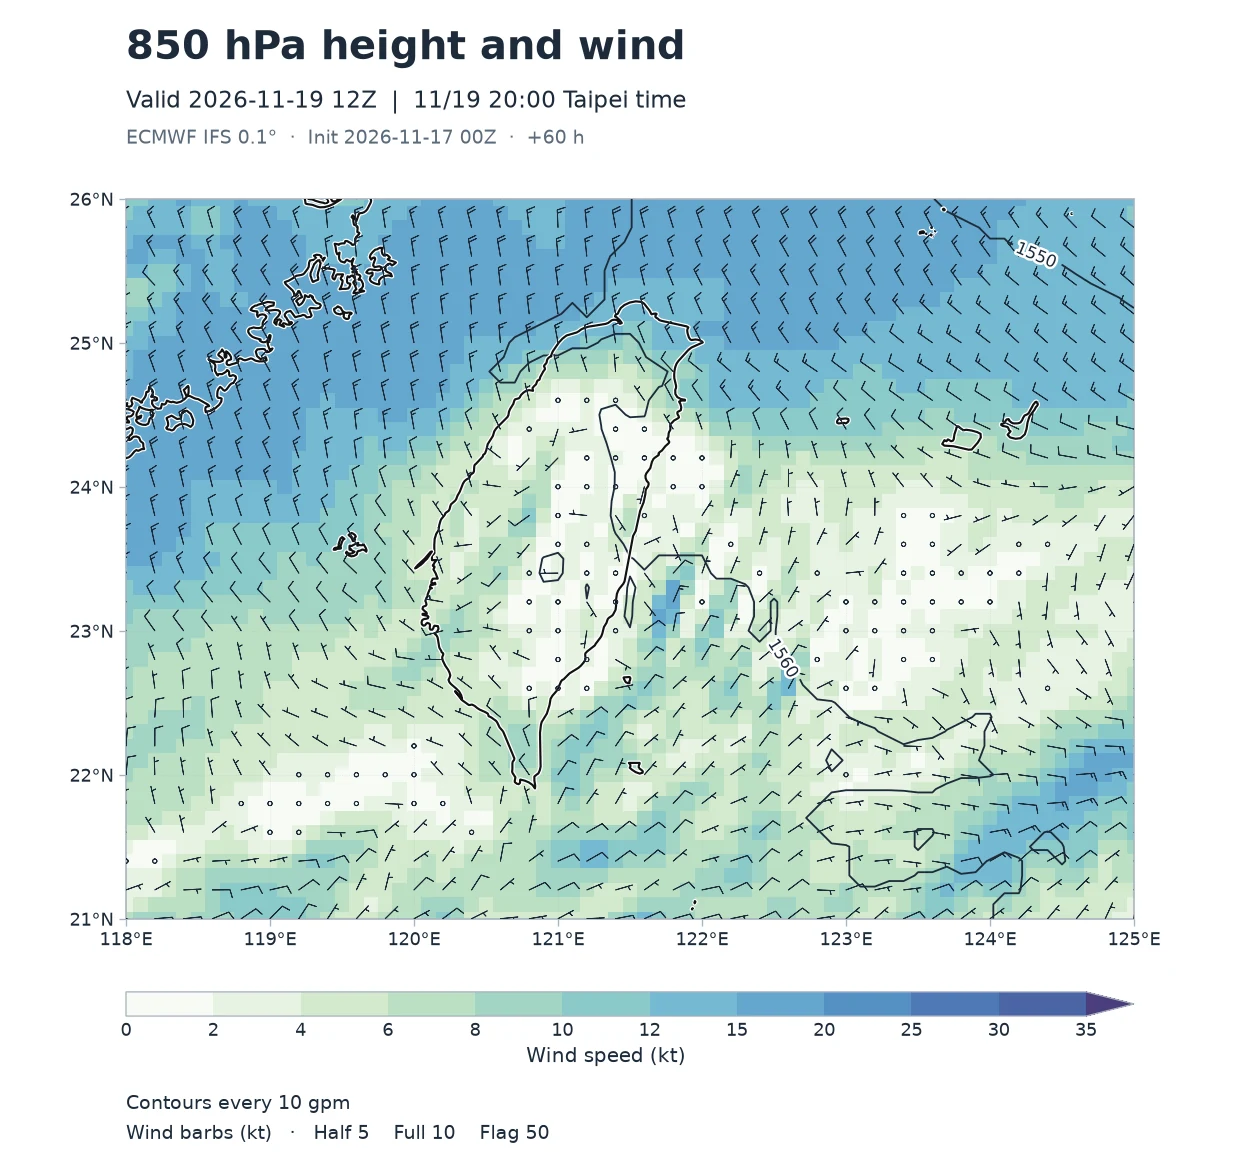 850 hPa height and wind
Valid 2026-11-19 12Z | 11/19 20:00 Taipei time
ECMWF IFS 0.1° · Init 2026-11-17 00Z · +60 h
26°N
1550
25°N
24°N
23°N
1560
22°N
21°N
118°E 119°E 120°E 121°E 122°E 123°E 124°E 125°E
0 2 4 6 8 10 12 15 20 25 30 35
Wind speed (kt)
Contours every 10 gpm
Wind barbs (kt) · Half 5 Full 10 Flag 50